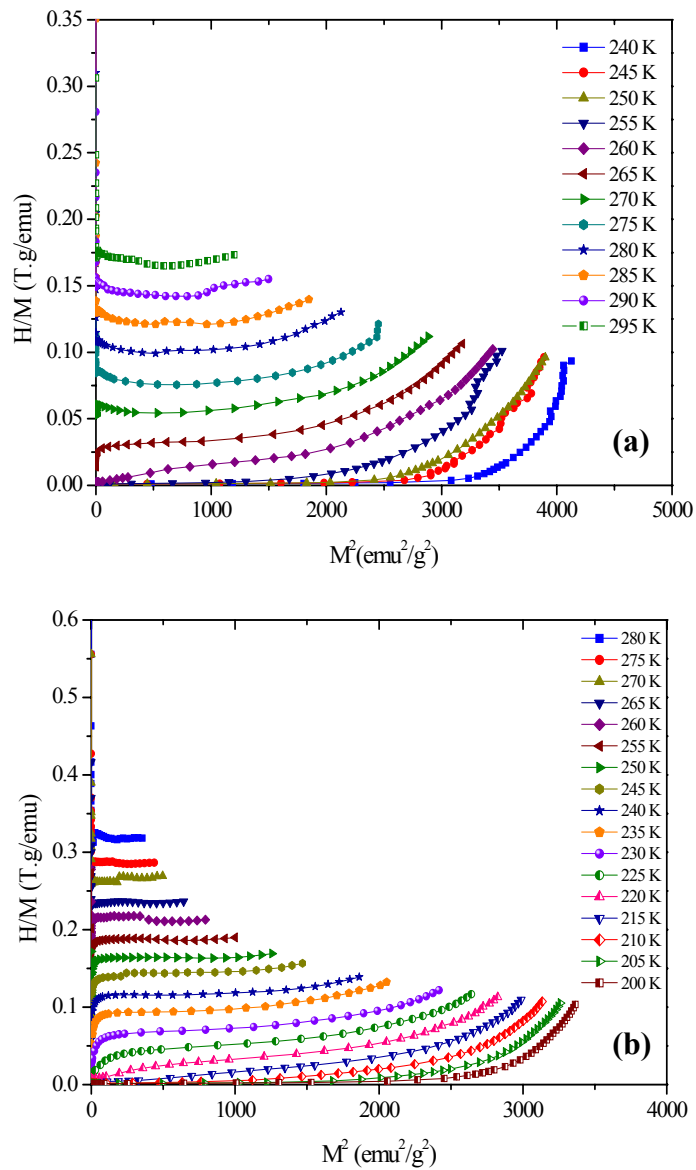 0.35
0.30
0.25
0.20
0.15
0.10
0.05
0.00
H/M (T.g/emu)
240 K
245 K
250 K
255 K
260 K
265 K
270 K
275 K
280 K
285 K
290 K
295 K
(a)
0 1000 2000 3000 4000 5000
M²(emu²/g²)
0.6
0.5
0.4
0.3
0.2
0.1
0.0
H/M (T.g/emu)
280 K
275 K
270 K
265 K
260 K
255 K
250 K
245 K
240 K
235 K
230 K
225 K
220 K
215 K
210 K
205 K
200 K
(b)
0 1000 2000 3000 4000
M² (emu²/g²)